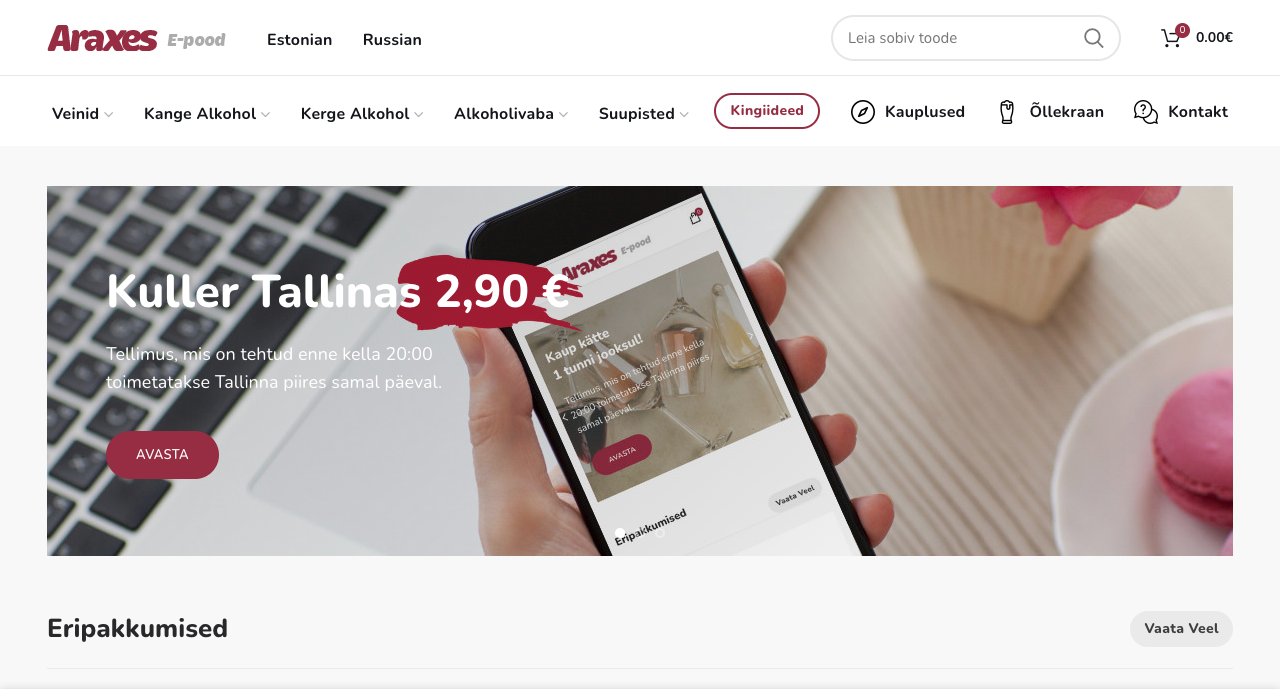 Araxes E-pood
Estonian
Russian
Leia sobiv toode
0
0.00€
Veinid
Kange Alkohol
Kerge Alkohol
Alkoholivaba
Suupisted
Kingiideed
Kauplused
Õllekraan
Kontakt
Kuller Tallinas 2,90 €
Tellimus, mis on tehtud enne kella 20:00
toimetatakse Tallinna piires samal päeval.
AVASTA
0
Araxes E-pood
Kaup kätte
1 tunni jooksul!
Tellimus, mis on tehtud enne kella
20:00 toimetatakse Tallinna piires
samal päeval.
AVASTA
Eripakkumised
Vaata Veel
Eripakkumised
Vaata Veel